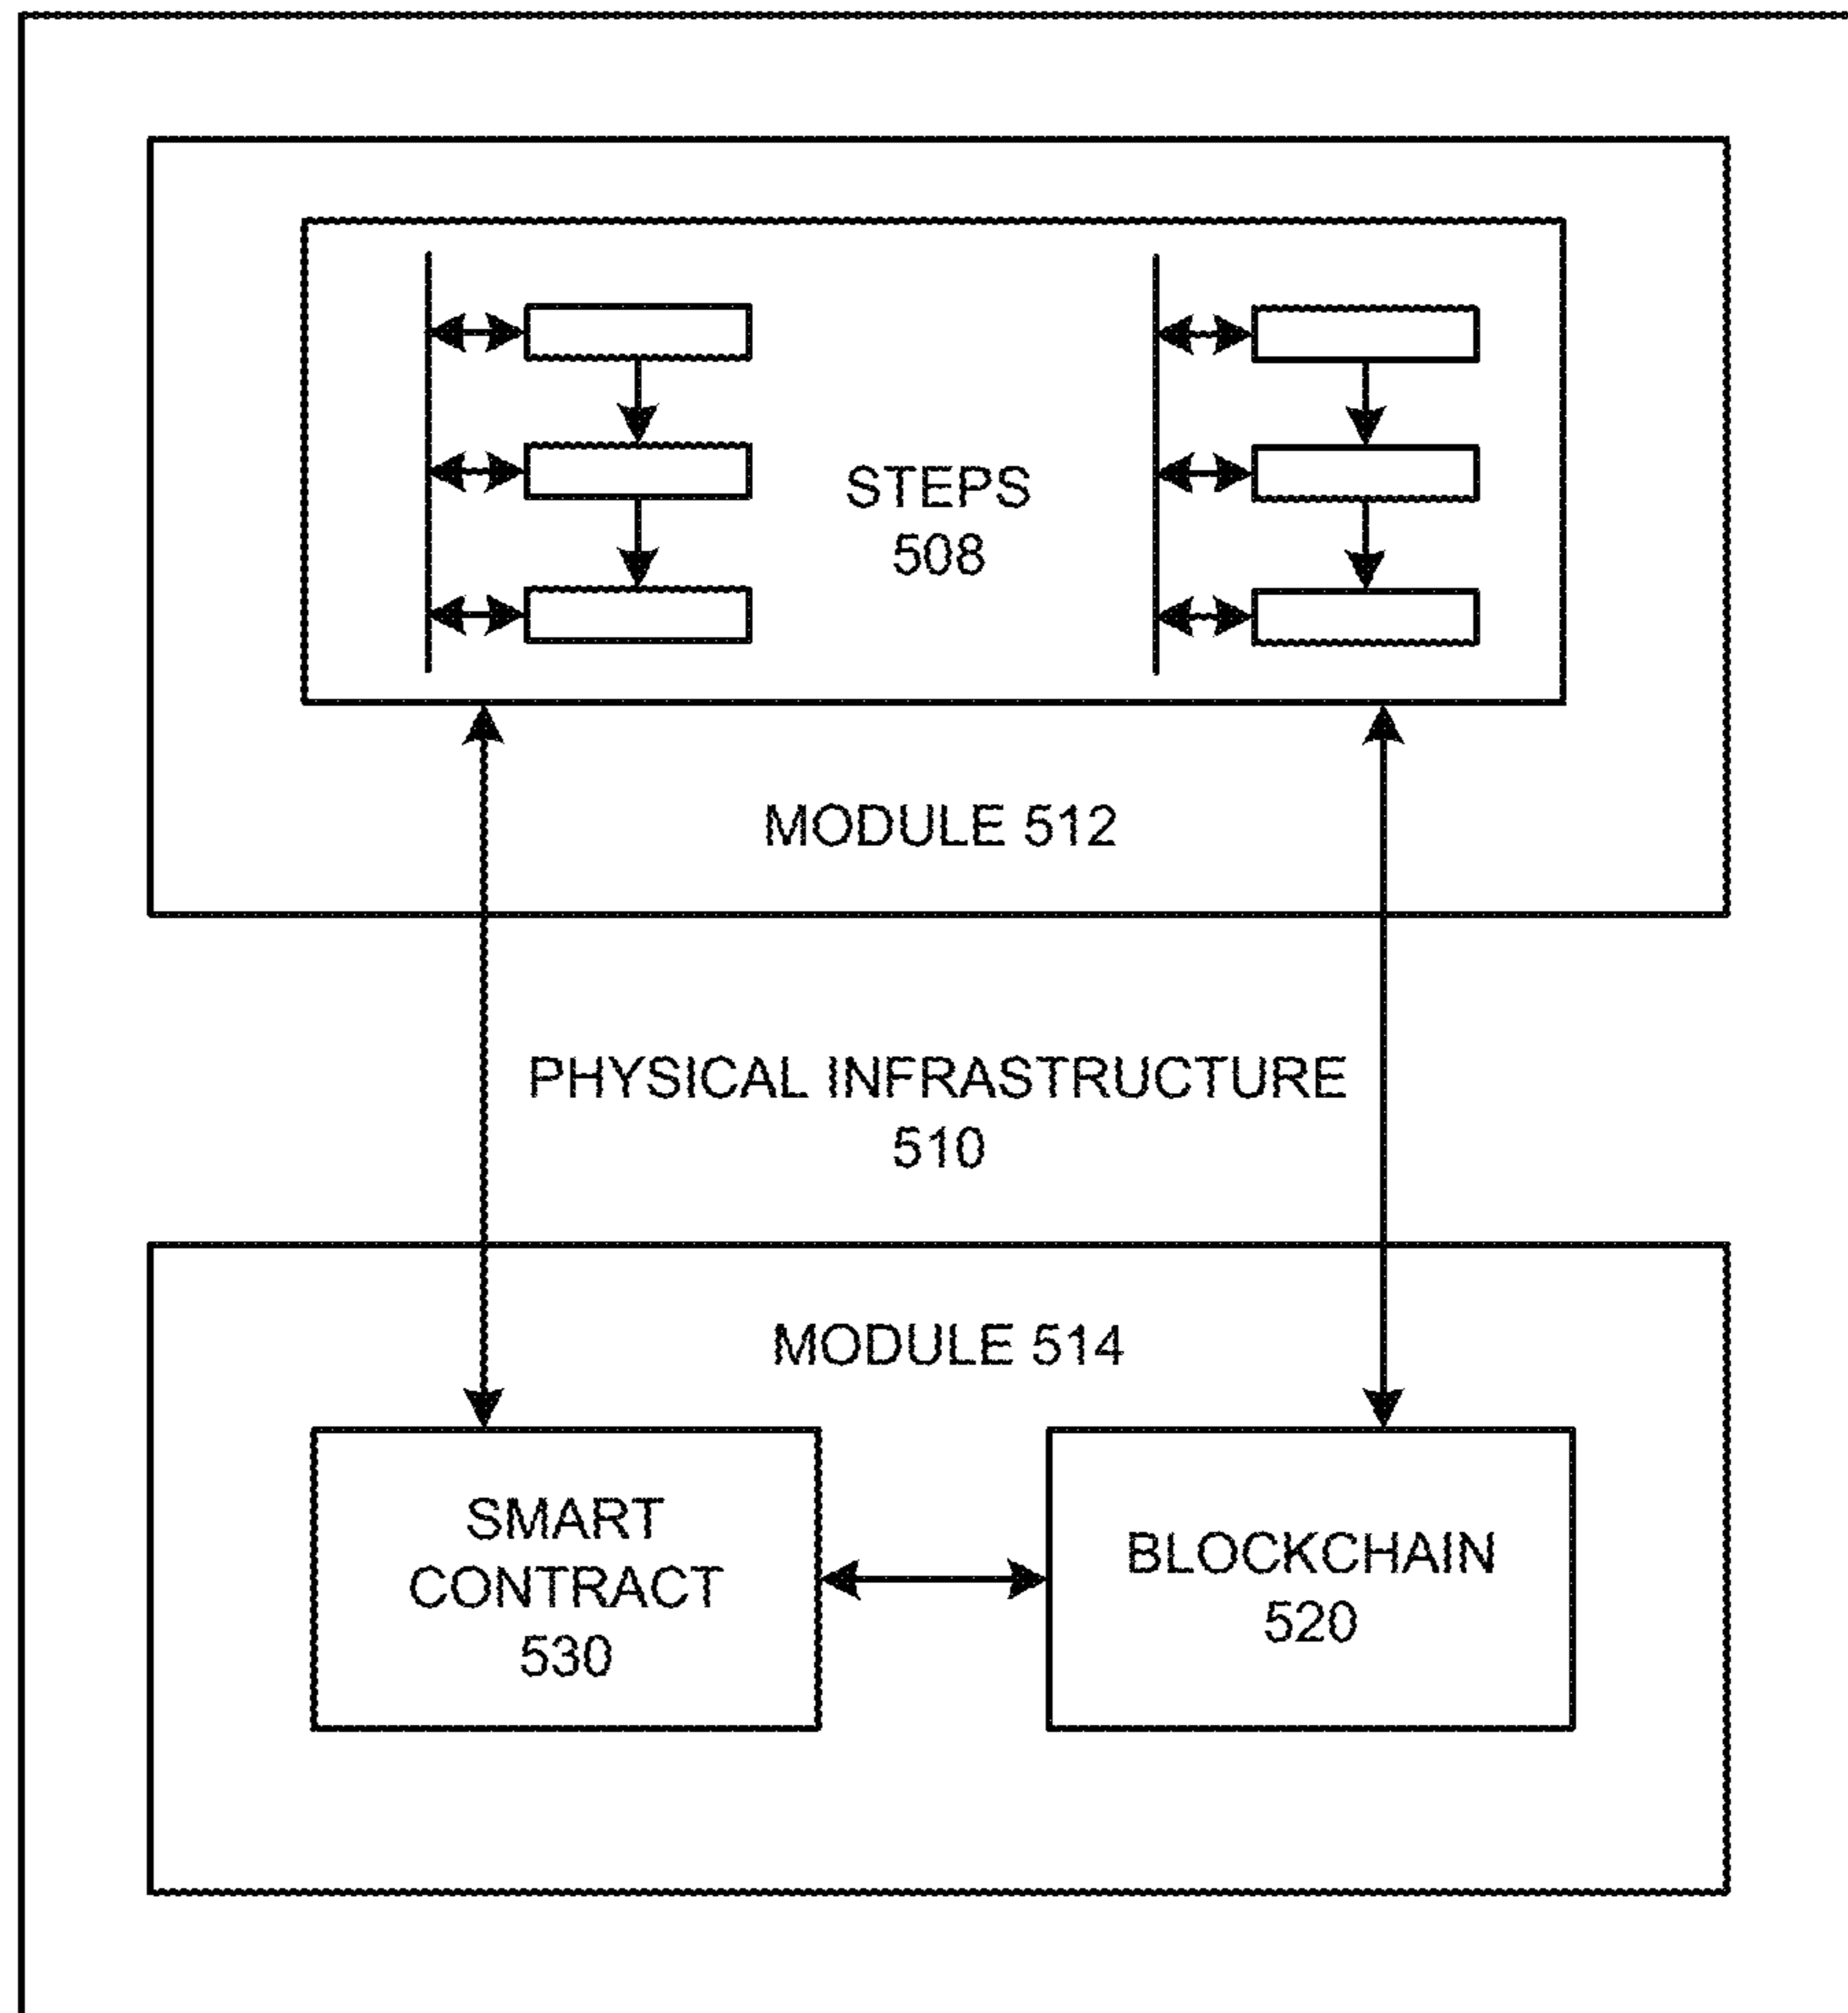 STEPS
508
MODULE 512
PHYSICAL INFRASTRUCTURE
510
MODULE 514
SMART
CONTRACT
530
BLOCKCHAIN
520